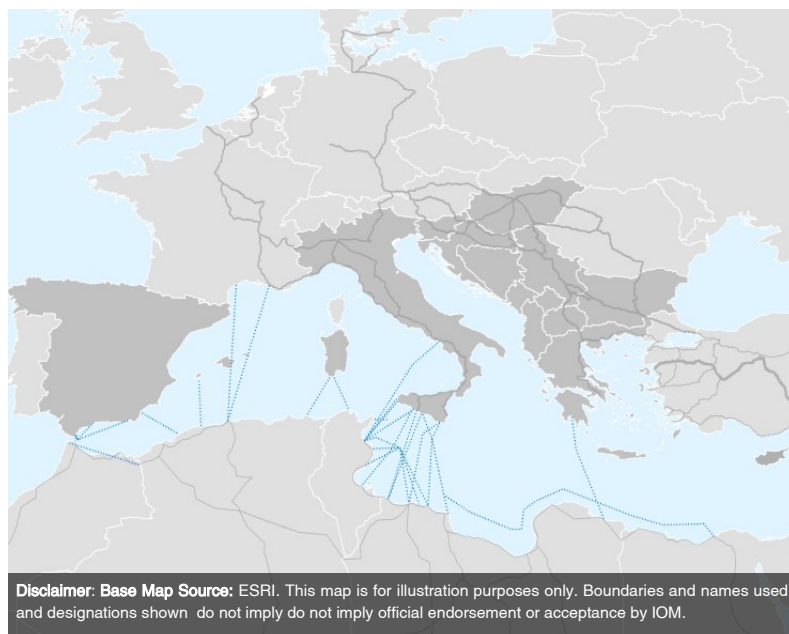 Disclaimer: Base Map Source: ESRI. This map is for illustration purposes only. Boundaries and names used
and designations shown do not imply do not imply official endorsement or acceptance by IOM.